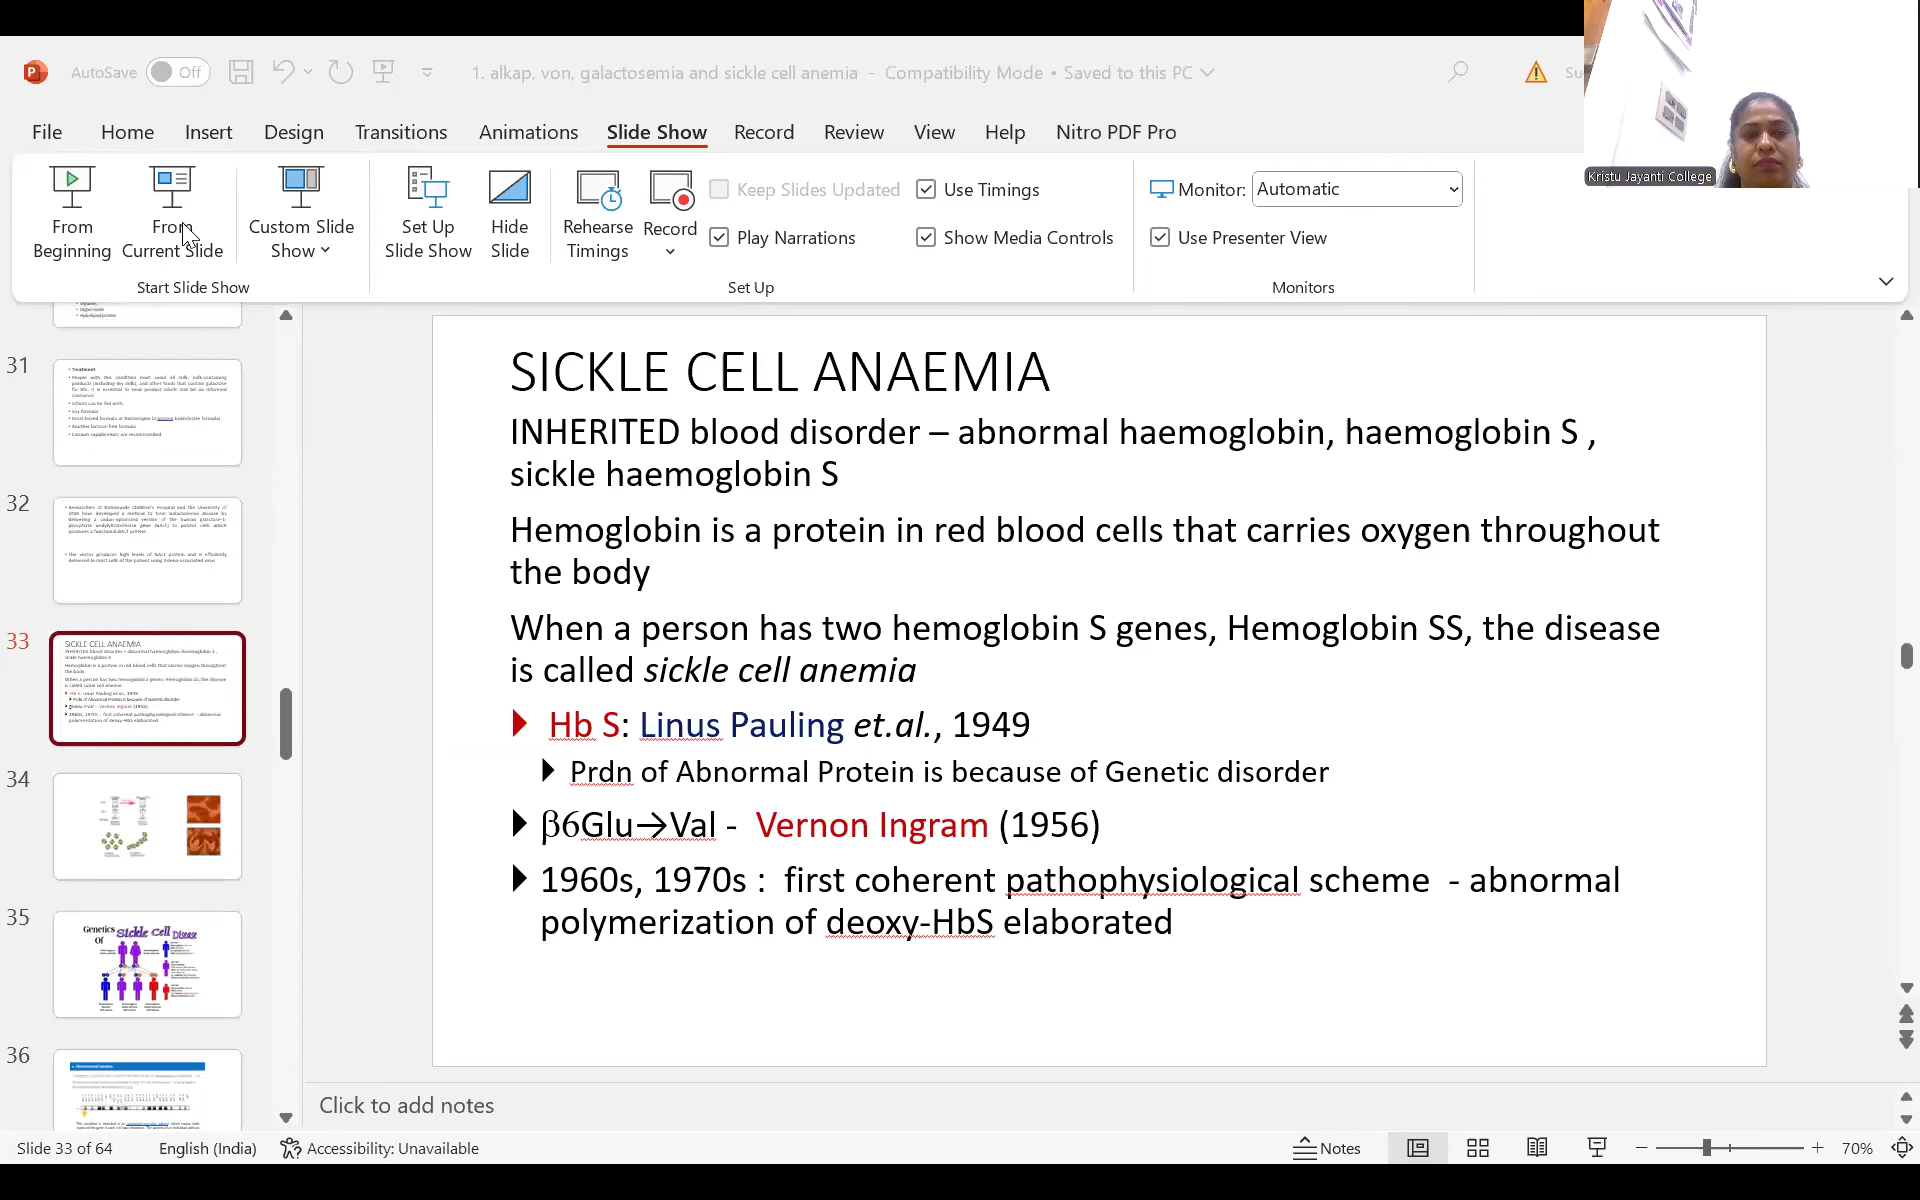 AutoSave Off
1. alkap, von, galactosemia and sickle cell anemia - Compatibility Mode • Saved to this PC
Su
Kristu Jayanti College
File Home Insert Design Transitions Animations Slide Show Record Review View Help Nitro PDF Pro
From Beginning
From Current Slide
Custom Slide Show
Start Slide Show
Set Up Slide Show
Hide Slide
Rehearse Timings
Record
Keep Slides Updated
Play Narrations
Use Timings
Show Media Controls
Set Up
Monitor: Automatic
Use Presenter View
Monitors
31
• Treatment
32
33
34
35
Genetics Of Sickle Cell Disease
36
SICKLE CELL ANAEMIA
INHERITED blood disorder – abnormal haemoglobin, haemoglobin S ,
sickle haemoglobin S
Hemoglobin is a protein in red blood cells that carries oxygen throughout
the body
When a person has two hemoglobin S genes, Hemoglobin SS, the disease
is called sickle cell anemia
Hb S: Linus Pauling et.al., 1949
Prdn of Abnormal Protein is because of Genetic disorder
β6Glu→Val - Vernon Ingram (1956)
1960s, 1970s : first coherent pathophysiological scheme - abnormal
polymerization of deoxy-HbS elaborated
Click to add notes
Slide 33 of 64 English (India) Accessibility: Unavailable Notes 70%